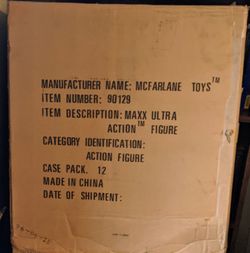 MANUFACTURER NAME: MCFARLANE TOYS™
ITEM NUMBER: 90129
ITEM DESCRIPTION: MAXX ULTRA
ACTION™ FIGURE
CATEGORY IDENTIFICATION:
ACTION FIGURE
CASE PACK. 12
MADE IN CHINA
DATE OF SHIPMENT: